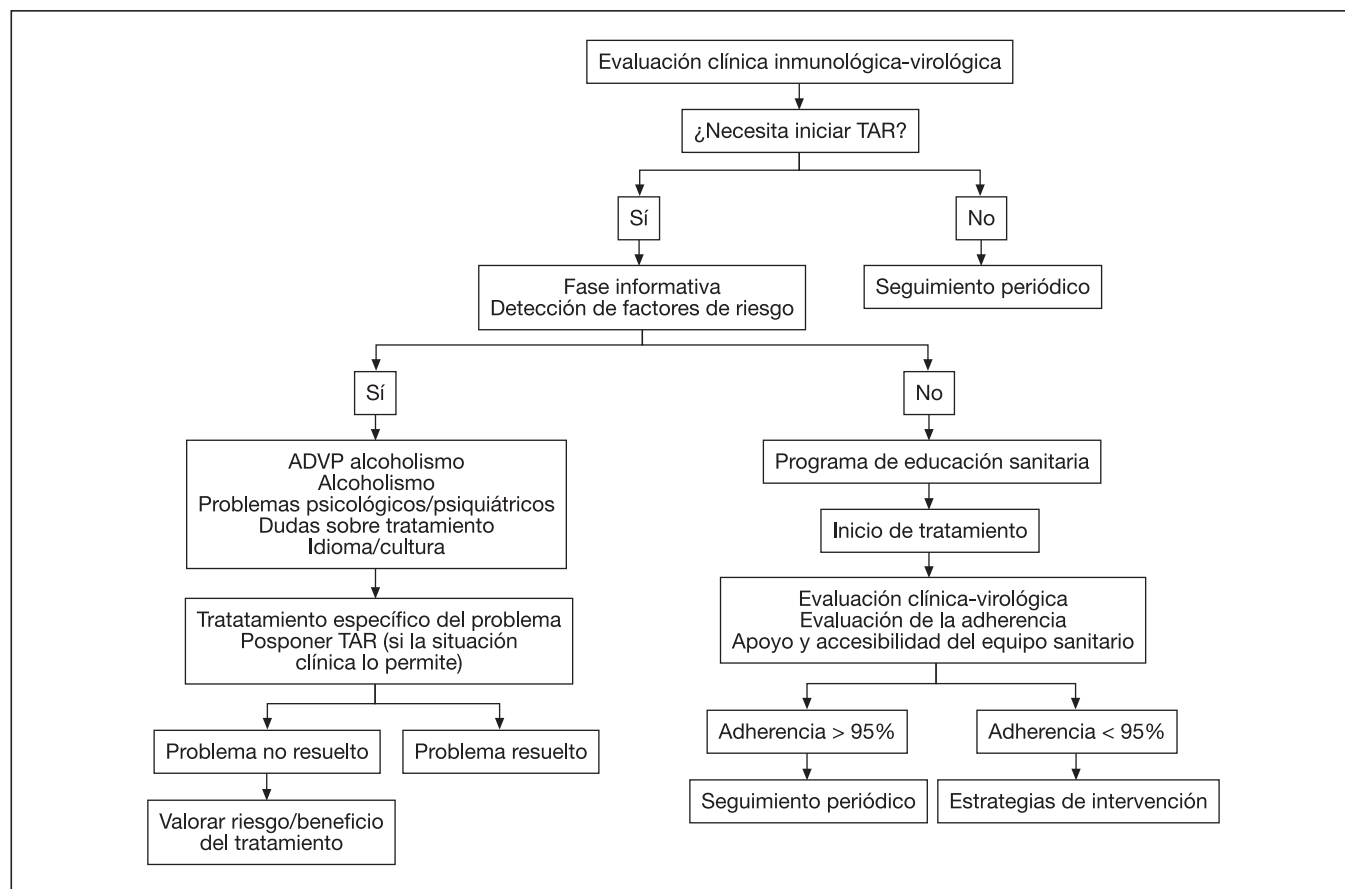 Evaluación clínica inmunológica-virológica
¿Necesita iniciar TAR?
Sí
No
Fase informativa
Detección de factores de riesgo
Seguimiento periódico
Sí
No
ADVP alcoholismo
Alcoholismo
Problemas psicológicos/psiquiátricos
Dudas sobre tratamiento
Idioma/cultura
Programa de educación sanitaria
Inicio de tratamiento
Tratatamiento específico del problema
Posponer TAR (si la situación
clínica lo permite)
Evaluación clínica-virológica
Evaluación de la adherencia
Apoyo y accesibilidad del equipo sanitario
Problema no resuelto
Problema resuelto
Adherencia > 95%
Adherencia < 95%
Valorar riesgo/beneficio
del tratamiento
Seguimiento periódico
Estrategias de intervención